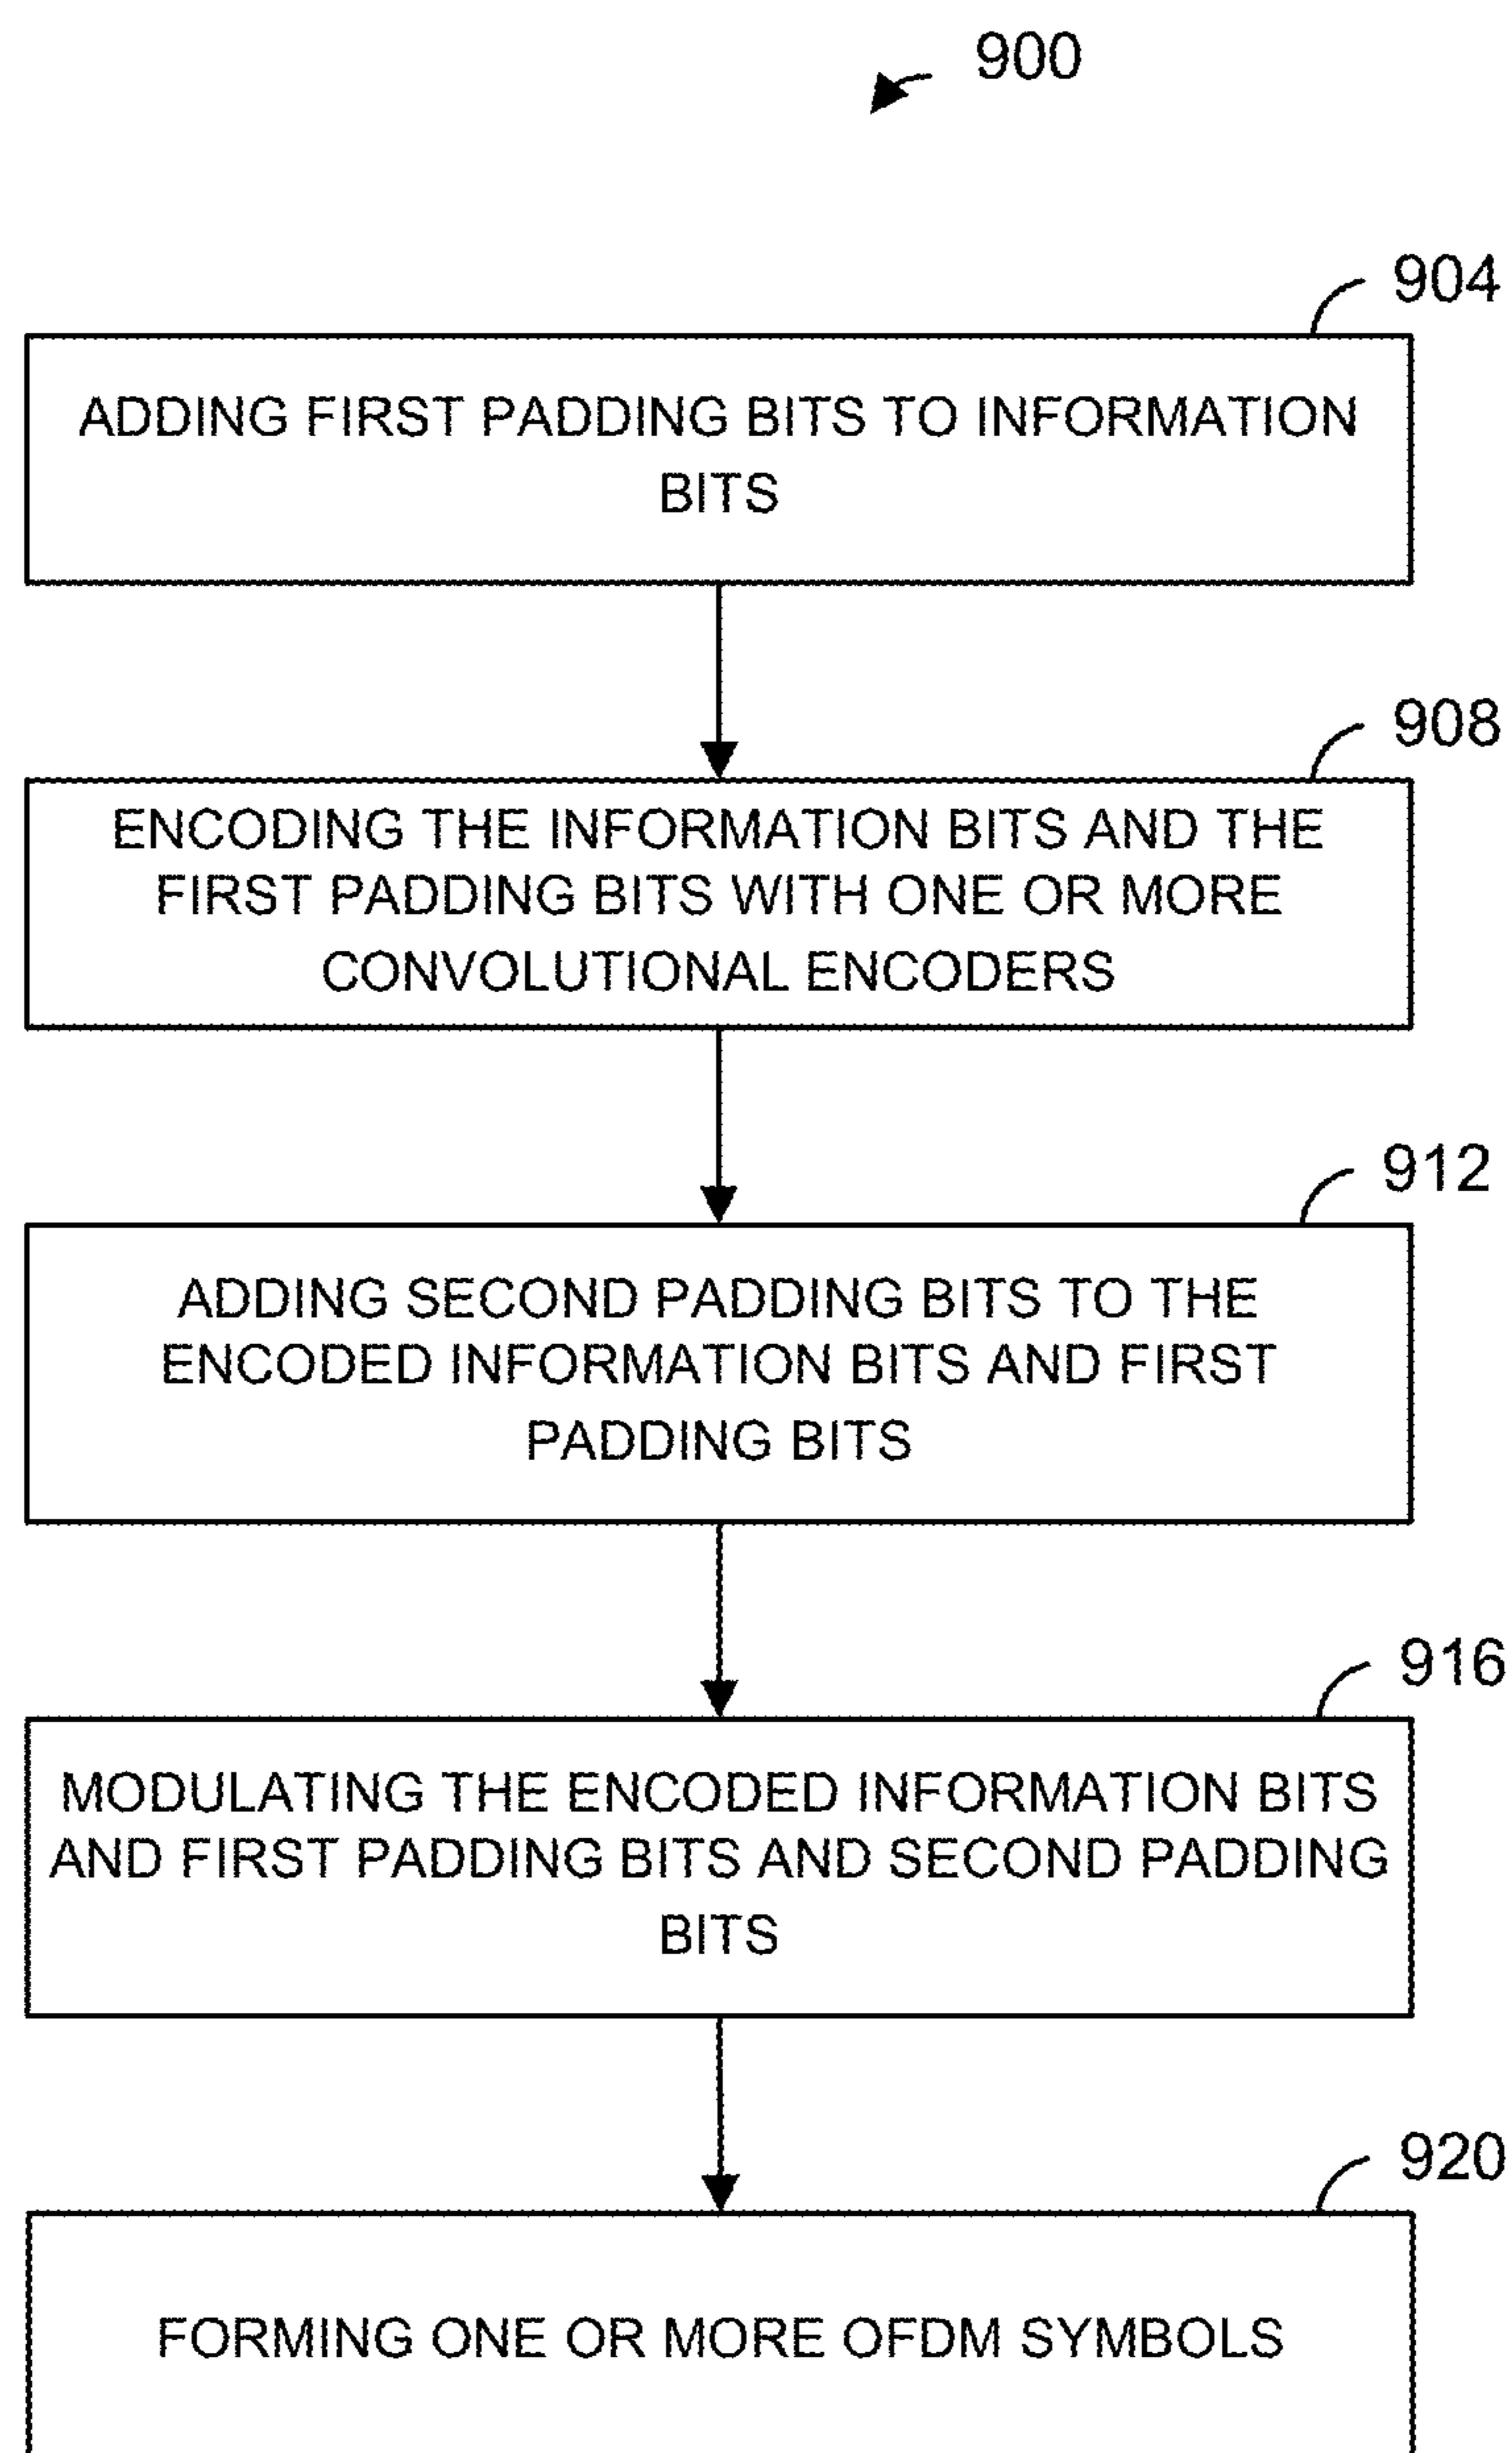 900
904
ADDING FIRST PADDING BITS TO INFORMATION
BITS
908
ENCODING THE INFORMATION BITS AND THE
FIRST PADDING BITS WITH ONE OR MORE
CONVOLUTIONAL ENCODERS
912
ADDING SECOND PADDING BITS TO THE
ENCODED INFORMATION BITS AND FIRST
PADDING BITS
916
MODULATING THE ENCODED INFORMATION BITS
AND FIRST PADDING BITS AND SECOND PADDING
BITS
920
FORMING ONE OR MORE OFDM SYMBOLS